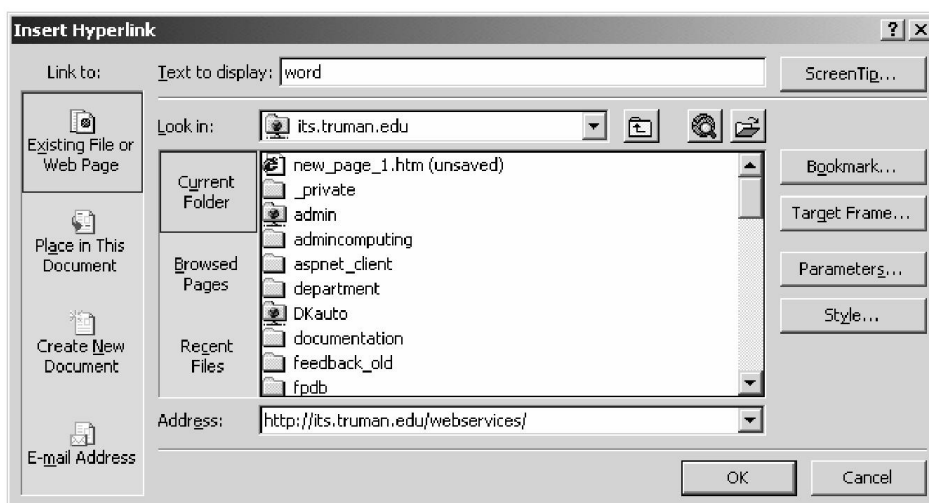 Insert Hyperlink
Link to:
Text to display: word
ScreenTip...
Existing File or
Web Page
Look in: its.truman.edu
Current
Folder
new_page_1.htm (unsaved)
_private
admin
admincomputing
aspnet_client
department
DKauto
documentation
feedback_old
fpdb
Bookmark...
Target Frame...
Parameters...
Style...
Place in This
Document
Browsed
Pages
Create New
Document
Recent
Files
E-mail Address
Address: http://its.truman.edu/webservices/
OK
Cancel